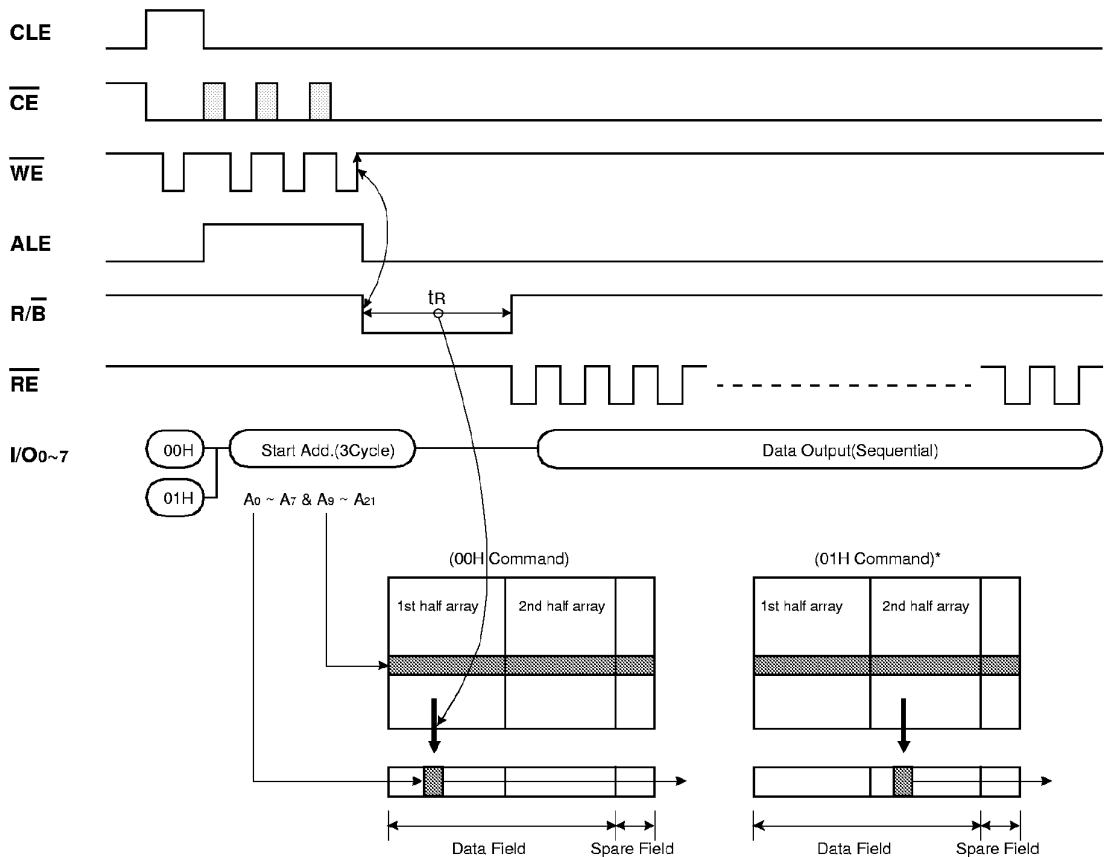 CLE
CE
WE
ALE
R/B
tR
RE
I/O0~7
00H
Start Add.(3Cycle)
Data Output(Sequential)
01H
A0 ~ A7 & A9 ~ A21
(00H Command)
(01H Command)*
1st half array
2nd half array
1st half array
2nd half array
Data Field
Spare Field
Data Field
Spare Field